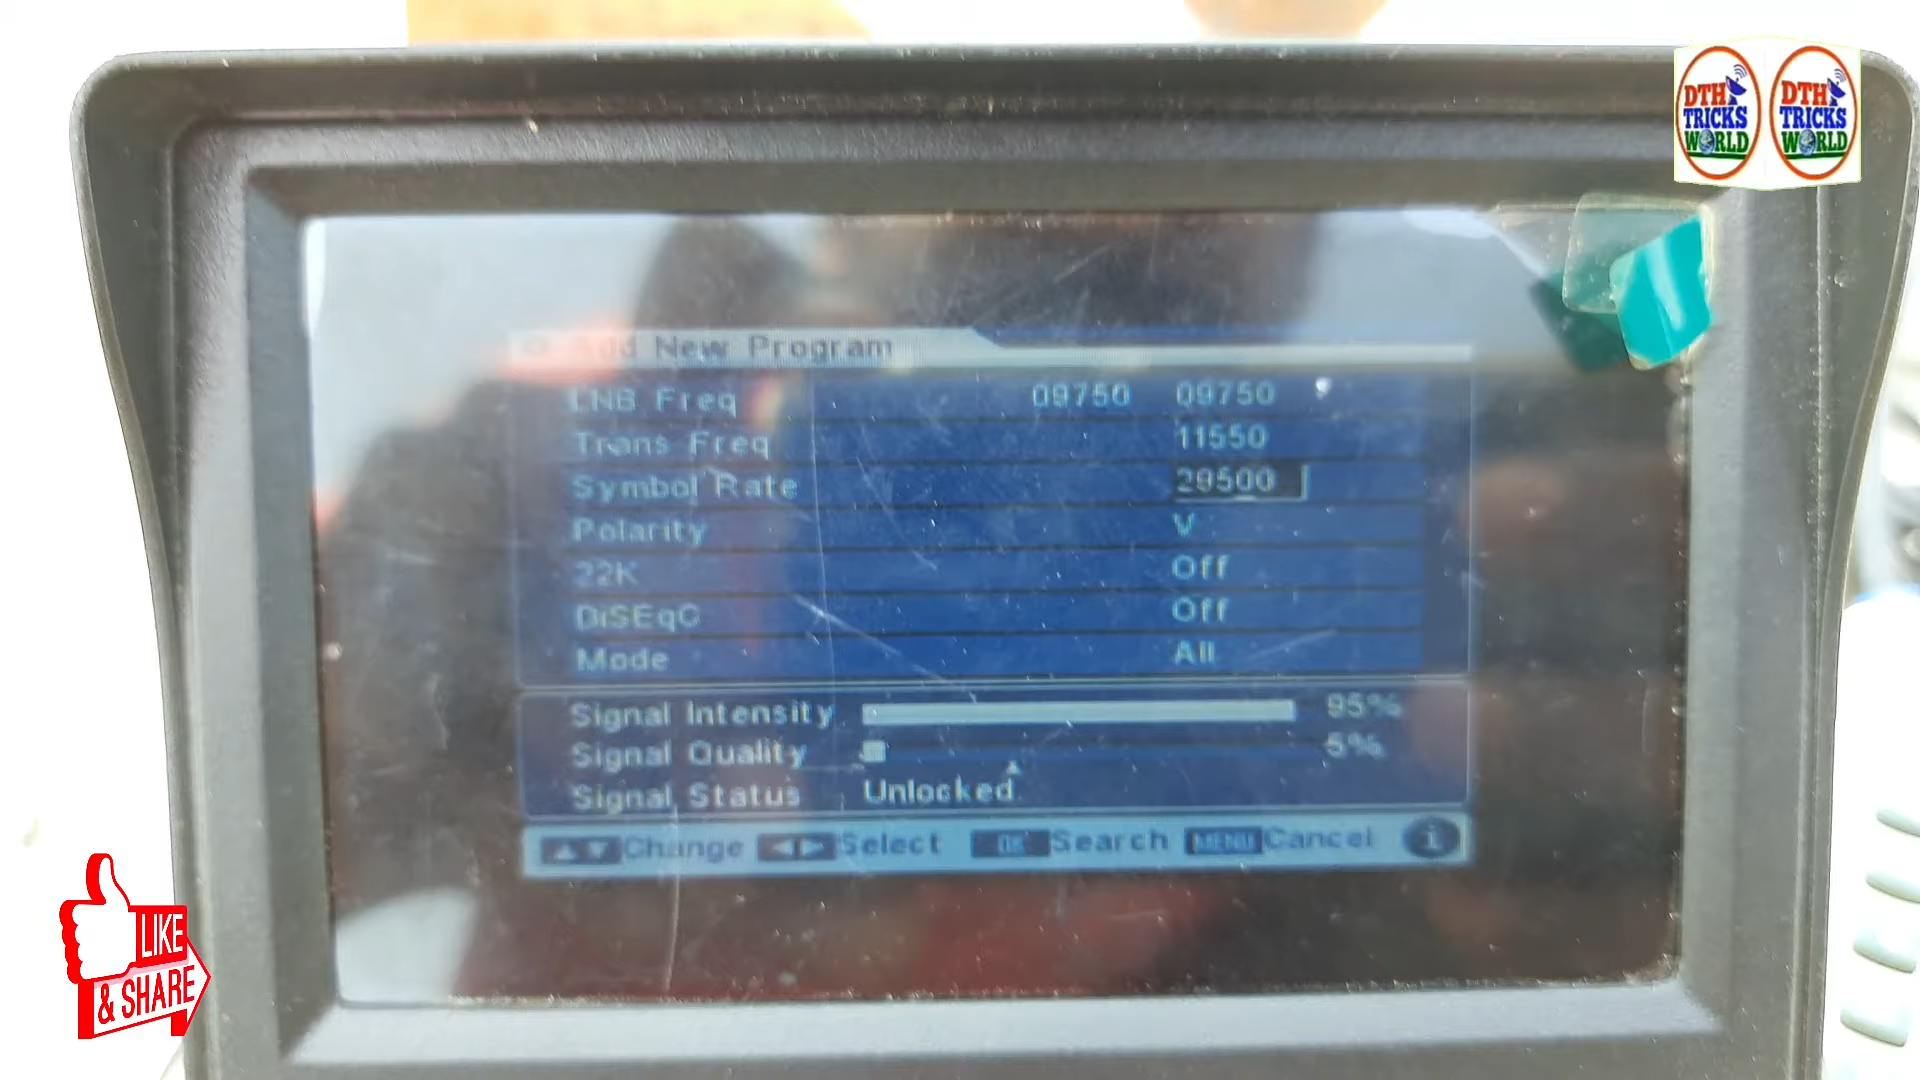 DTH TRICKS WORLD
DTH TRICKS WORLD
Add New Program
LNB Freq 09750 09750
Trans Freq 11550
Symbol Rate 29500
Polarity V
22K Off
DiSEqC Off
Mode All
Signal Intensity 95%
Signal Quality 5%
Signal Status Unlocked.
Change Select OK Search MENU Cancel i
LIKE
& SHARE